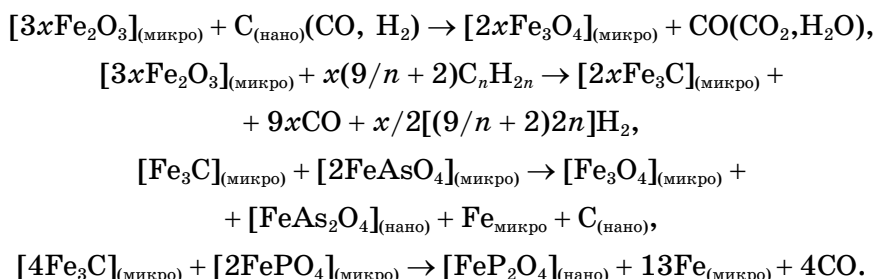 [3xFe₂O₃](микро) + C(нано)(CO, H₂) → [2xFe₃O₄](микро) + CO(CO₂,H₂O),
[3xFe₂O₃](микро) + x(9/n + 2)CₙH₂ₙ → [2xFe₃C](микро) +
+ 9xCO + x/2[(9/n + 2)2n]H₂,
[Fe₃C](микро) + [2FeAsO₄](микро) → [Fe₃O₄](микро) +
+ [FeAs₂O₄](нано) + Feмикро + C(нано),
[4Fe₃C](микро) + [2FePO₄](микро) → [FeP₂O₄](нано) + 13Fe(микро) + 4CO.